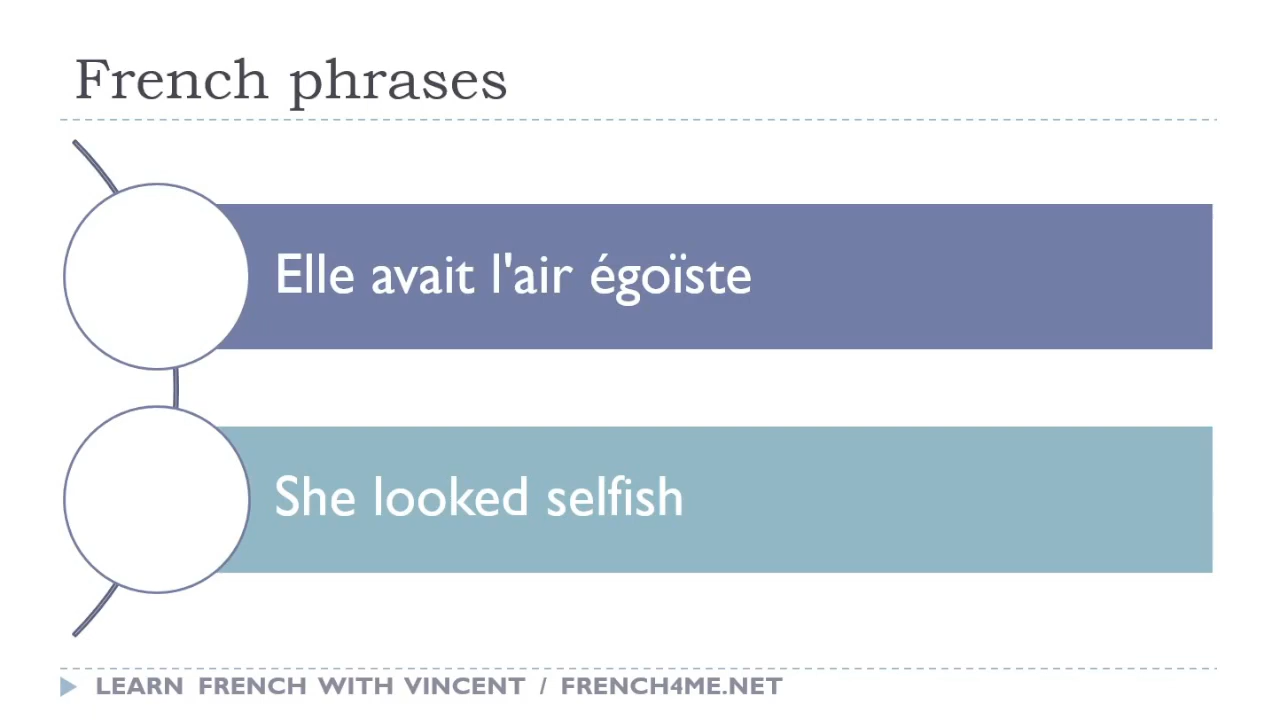 French phrases
Elle avait l'air égoïste
She looked selfish
LEARN FRENCH WITH VINCENT / FRENCH4ME.NET